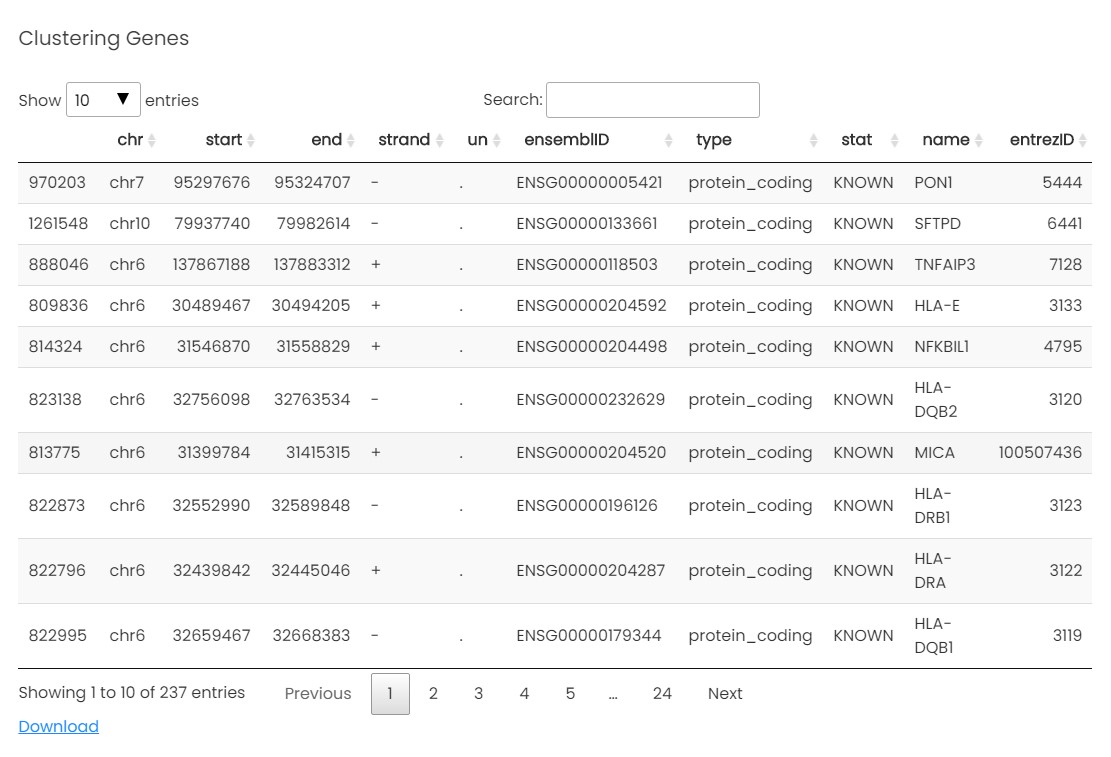 Clustering Genes
Show 10 ▼ entries Search:
chr start end strand un ensemblID type stat name entrezID
970203 chr7 95297676 95324707 - . ENSG00000005421 protein_coding KNOWN PON1 5444
1261548 chr10 79937740 79982614 - . ENSG00000133661 protein_coding KNOWN SFTPD 6441
888046 chr6 137867188 137883312 + . ENSG00000118503 protein_coding KNOWN TNFAIP3 7128
809836 chr6 30489467 30494205 + . ENSG00000204592 protein_coding KNOWN HLA-E 3133
814324 chr6 31546870 31558829 + . ENSG00000204498 protein_coding KNOWN NFKBIL1 4795
823138 chr6 32756098 32763534 - . ENSG00000232629 protein_coding KNOWN HLA-
DQB2 3120
813775 chr6 31399784 31415315 + . ENSG00000204520 protein_coding KNOWN MICA 100507436
822873 chr6 32552990 32589848 - . ENSG00000196126 protein_coding KNOWN HLA-
DRB1 3123
822796 chr6 32439842 32445046 + . ENSG00000204287 protein_coding KNOWN HLA-
DRA 3122
822995 chr6 32659467 32668383 - . ENSG00000179344 protein_coding KNOWN HLA-
DQB1 3119
Showing 1 to 10 of 237 entries Previous 1 2 3 4 5 … 24 Next
Download